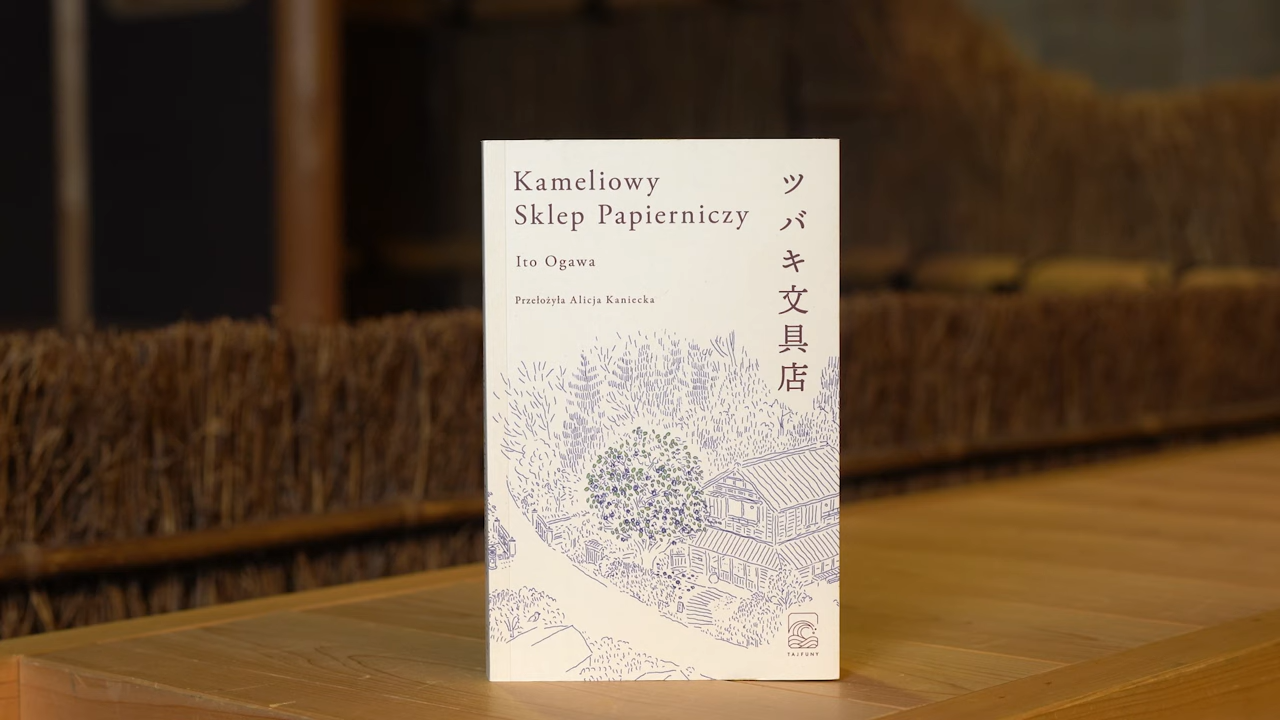 Kameliowy
Sklep Papierniczy
Ito Ogawa
Przełożyła Alicja Kaniecka
ツバキ文具店
TAJFUNY